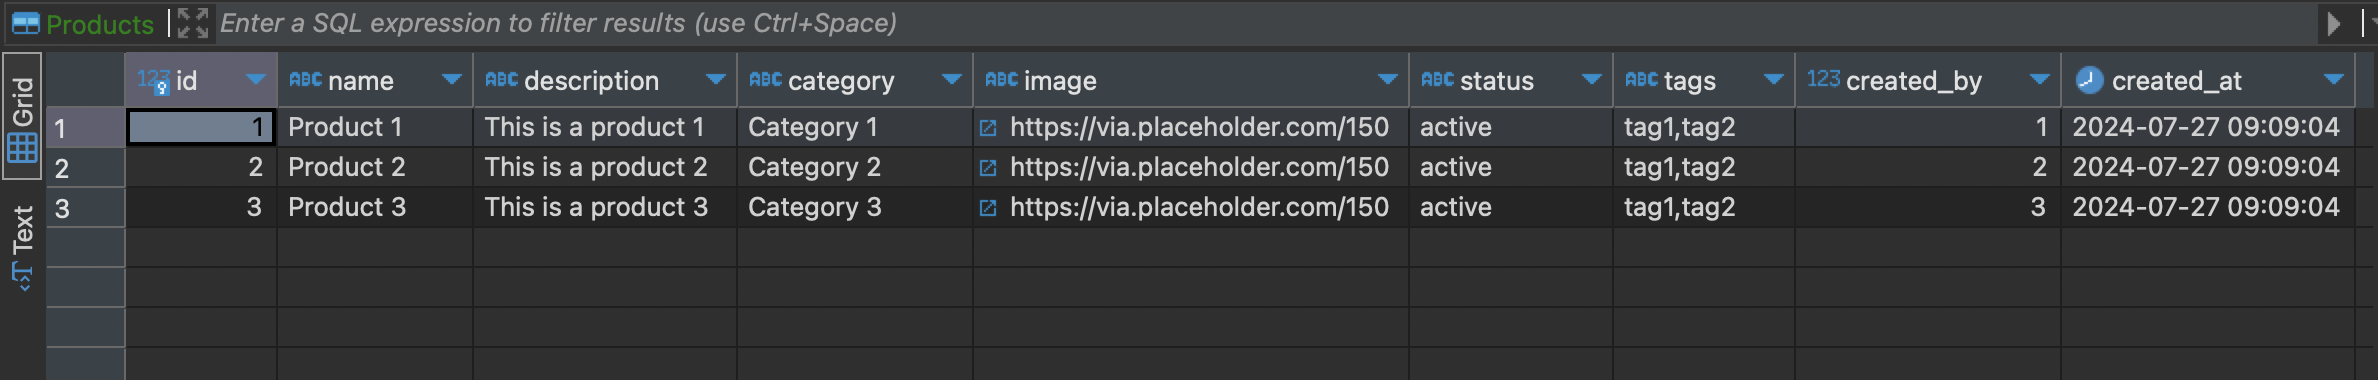 Products Enter a SQL expression to filter results (use Ctrl+Space)
Grid
Text
123 id ABC name ABC description ABC category ABC image ABC status ABC tags 123 created_by created_at
1 1 Product 1 This is a product 1 Category 1 https://via.placeholder.com/150 active tag1,tag2 1 2024-07-27 09:09:04
2 2 Product 2 This is a product 2 Category 2 https://via.placeholder.com/150 active tag1,tag2 2 2024-07-27 09:09:04
3 3 Product 3 This is a product 3 Category 3 https://via.placeholder.com/150 active tag1,tag2 3 2024-07-27 09:09:04